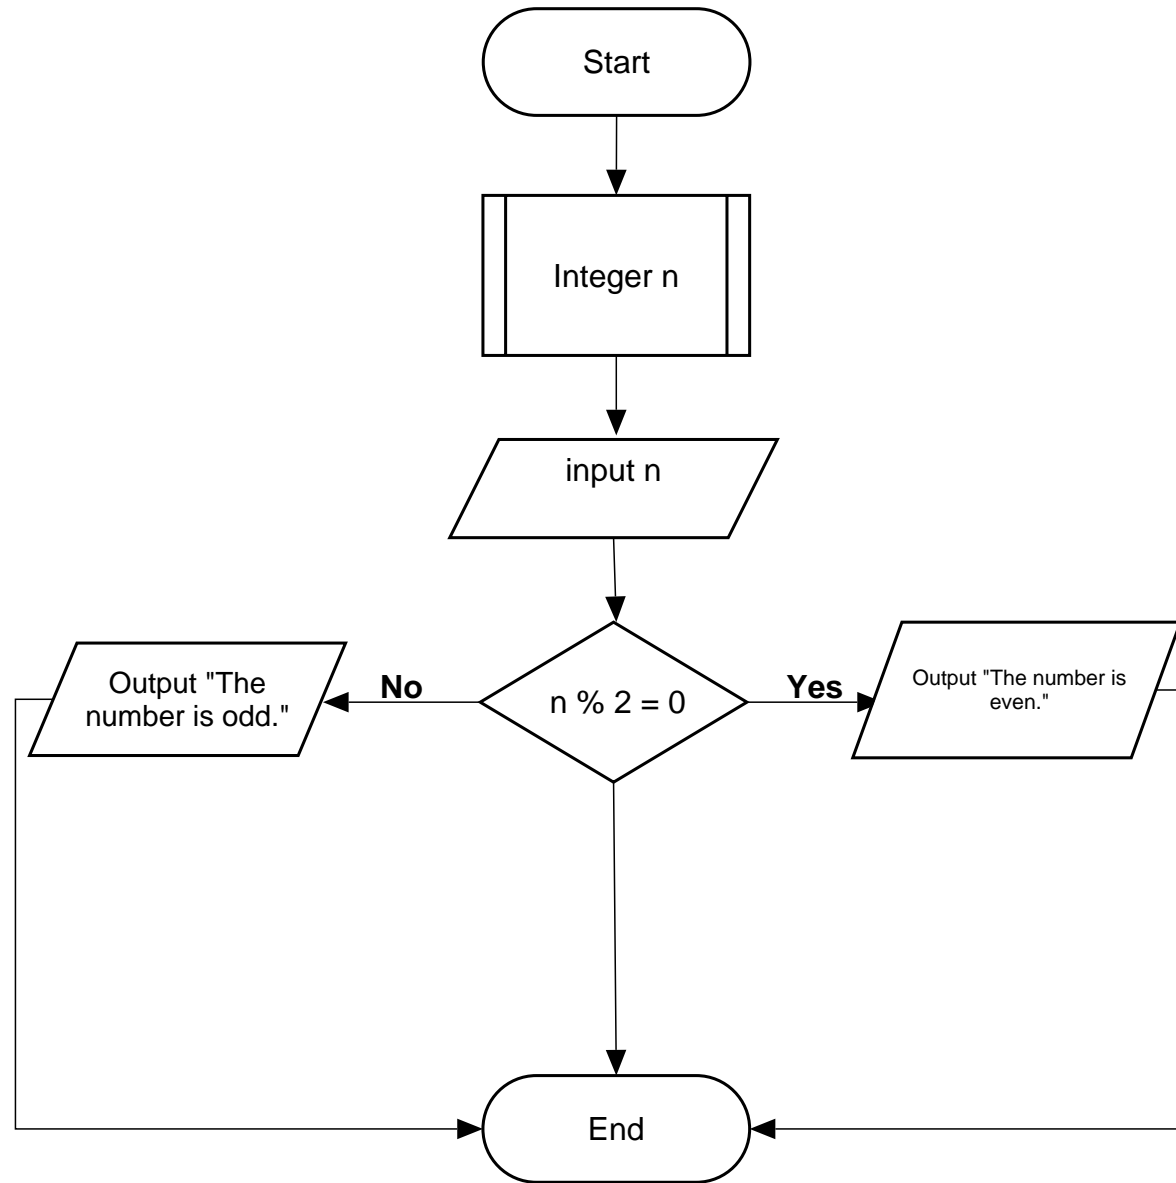 Start
Integer n
input n
Output "The
number is odd."
No
n % 2 = 0
Yes
Output "The number is
even."
End